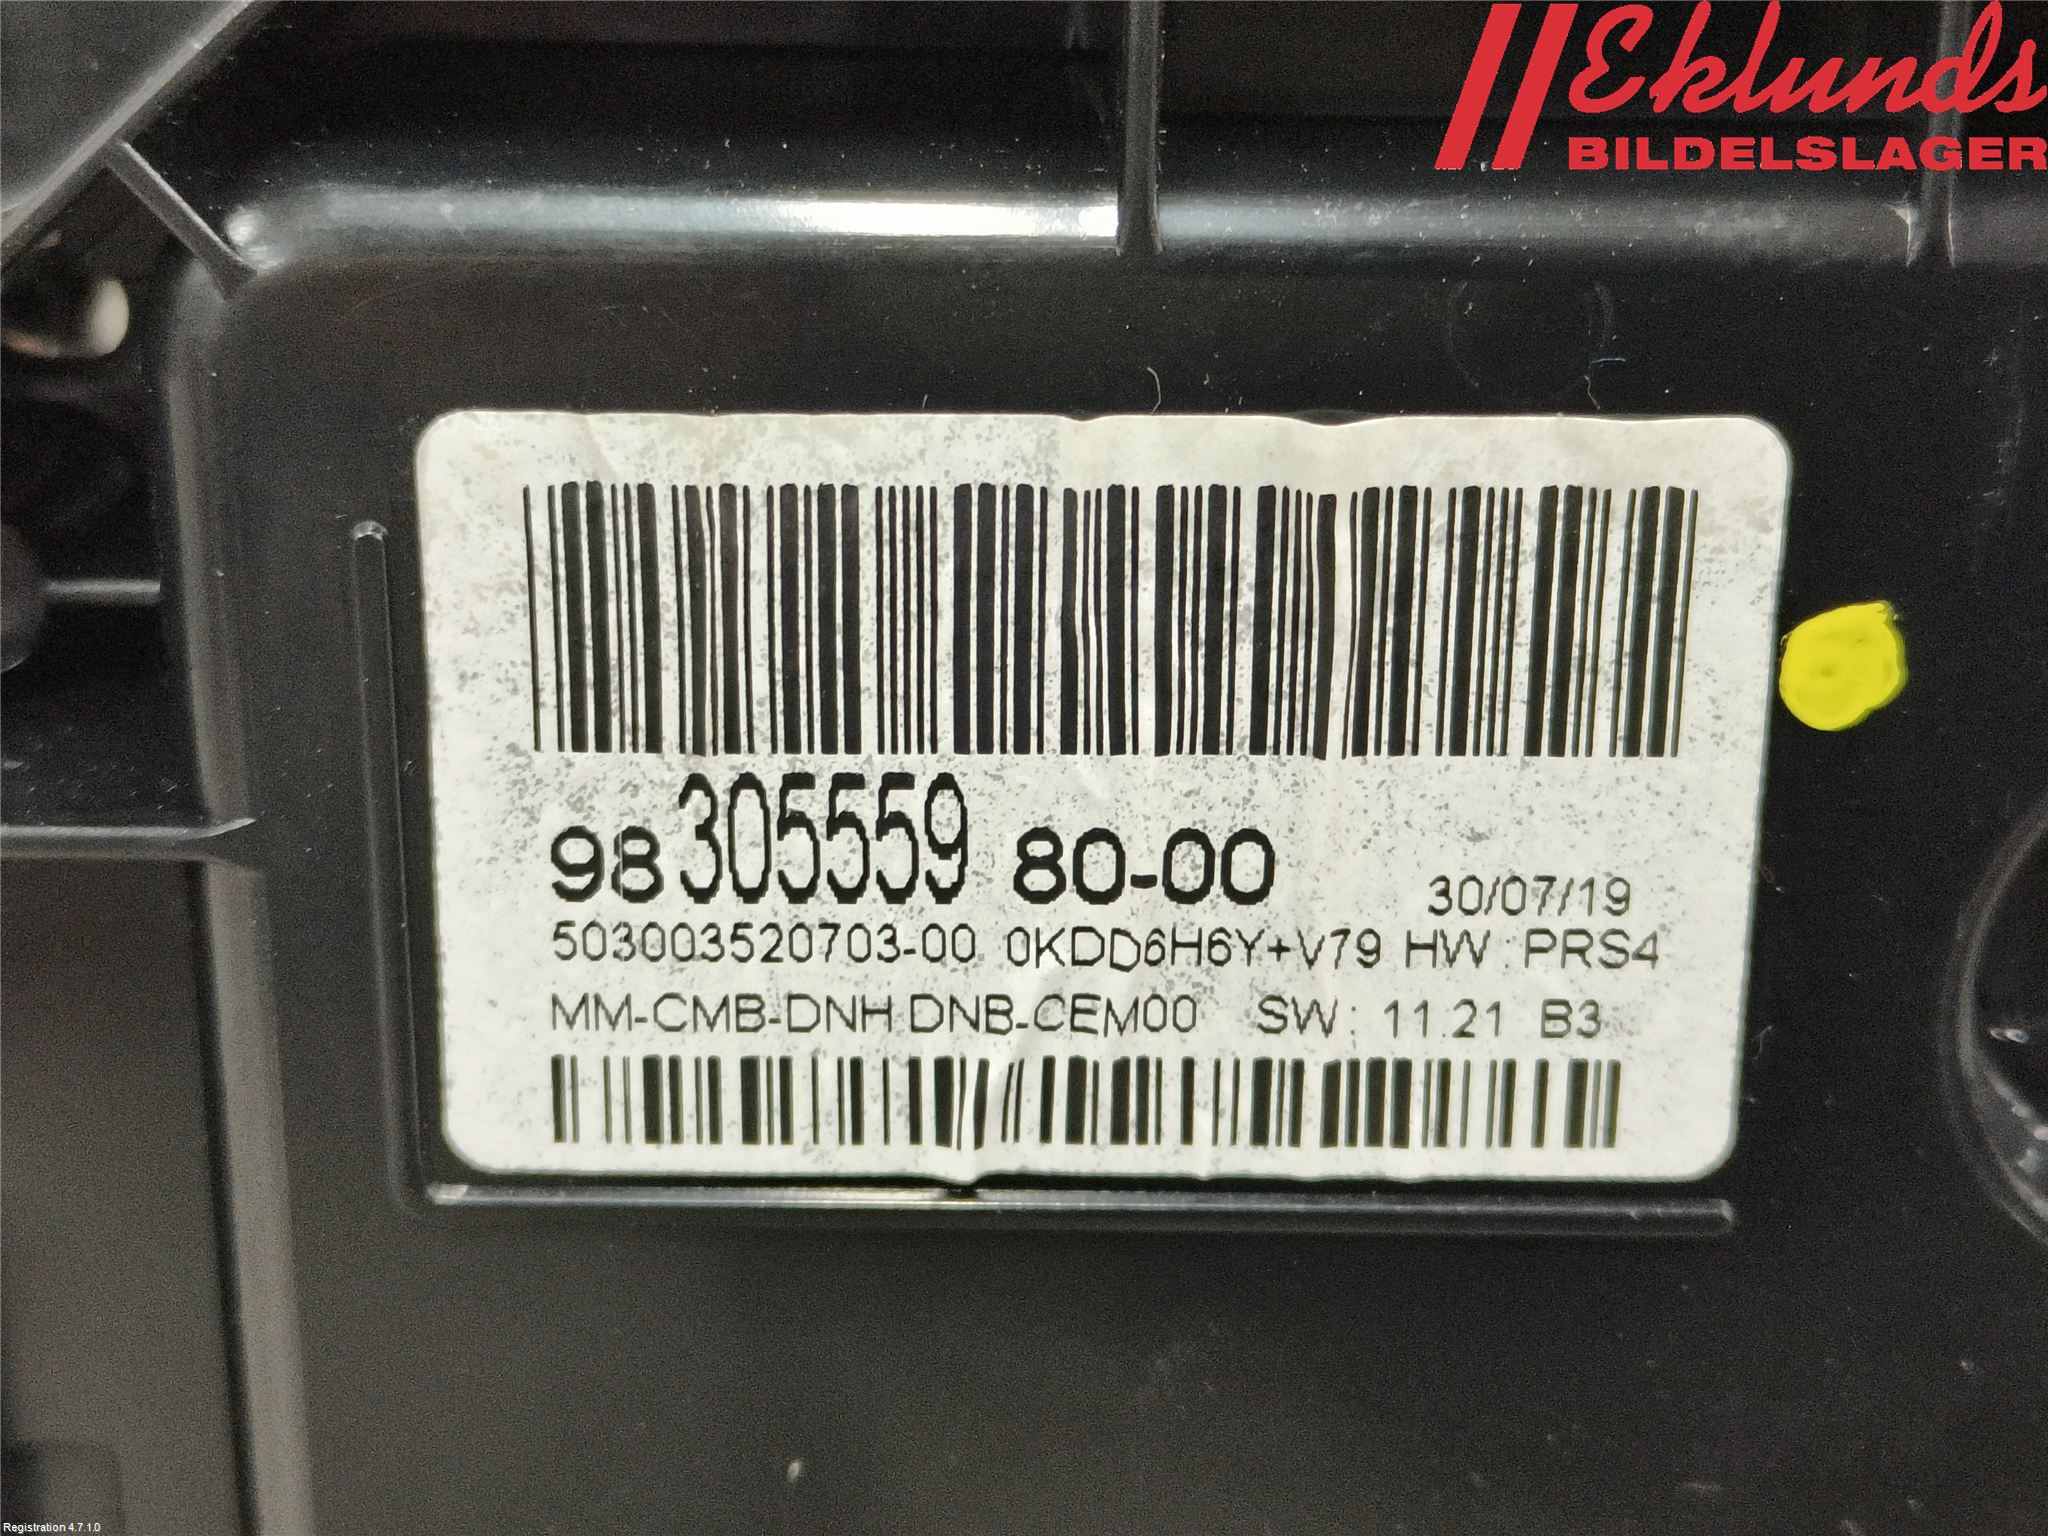 Eklunds
BILDELSLAGER
98 305559 80-00
30/07/19
503003520703-00 0KDD6H6Y+V79 HW: PRS4
MM-CMB-DNH DNB-CEM00 SW: 11.21 B3
Registration 4.7.1.0